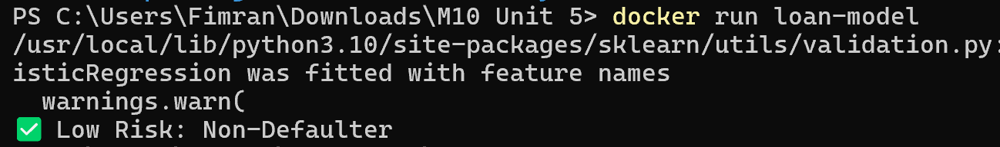 PS C:\Users\Fimran\Downloads\M10 Unit 5> docker run loan-model
/usr/local/lib/python3.10/site-packages/sklearn/utils/validation.py:
isticRegression was fitted with feature names
  warnings.warn(
✅ Low Risk: Non-Defaulter